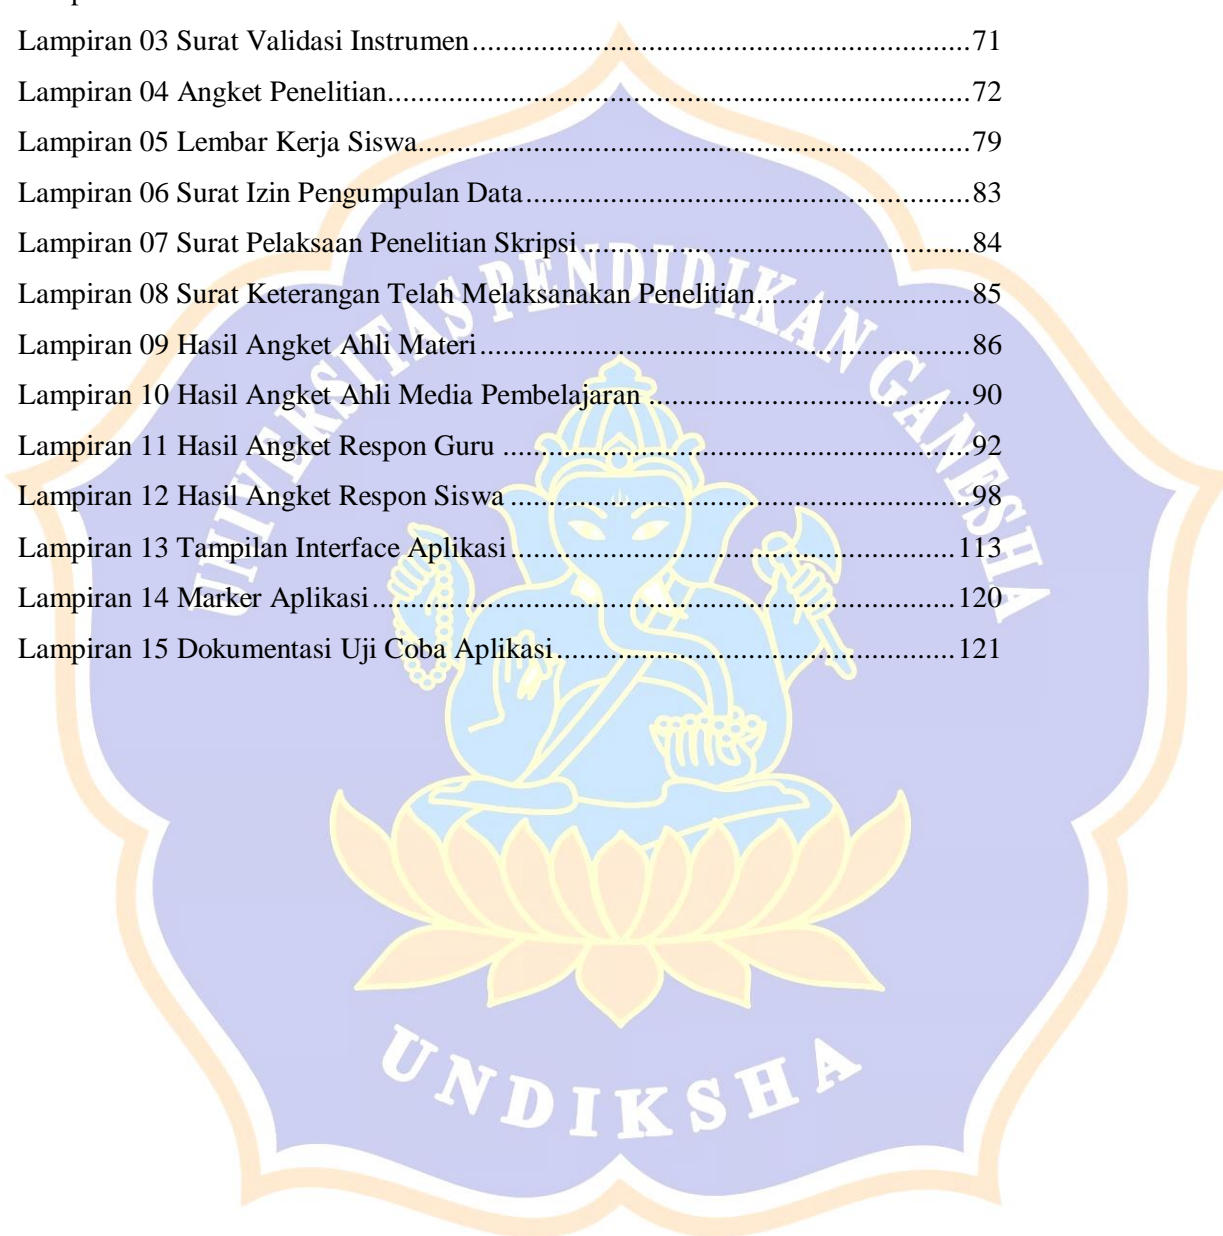 Lampiran 03 Surat Validasi Instrumen.................................................................71
Lampiran 04 Angket Penelitian............................................................................72
Lampiran 05 Lembar Kerja Siswa........................................................................79
Lampiran 06 Surat Izin Pengumpulan Data..........................................................83
Lampiran 07 Surat Pelaksaan Penelitian Skripsi...................................................84
Lampiran 08 Surat Keterangan Telah Melaksanakan Penelitian............................85
Lampiran 09 Hasil Angket Ahli Materi................................................................86
Lampiran 10 Hasil Angket Ahli Media Pembelajaran ..........................................90
Lampiran 11 Hasil Angket Respon Guru .............................................................92
Lampiran 12 Hasil Angket Respon Siswa ............................................................98
Lampiran 13 Tampilan Interface Aplikasi..........................................................113
Lampiran 14 Marker Aplikasi............................................................................120
Lampiran 15 Dokumentasi Uji Coba Aplikasi....................................................121
UNIVERSITAS PENDIDIKAN GANESHA
UNDIKSHA